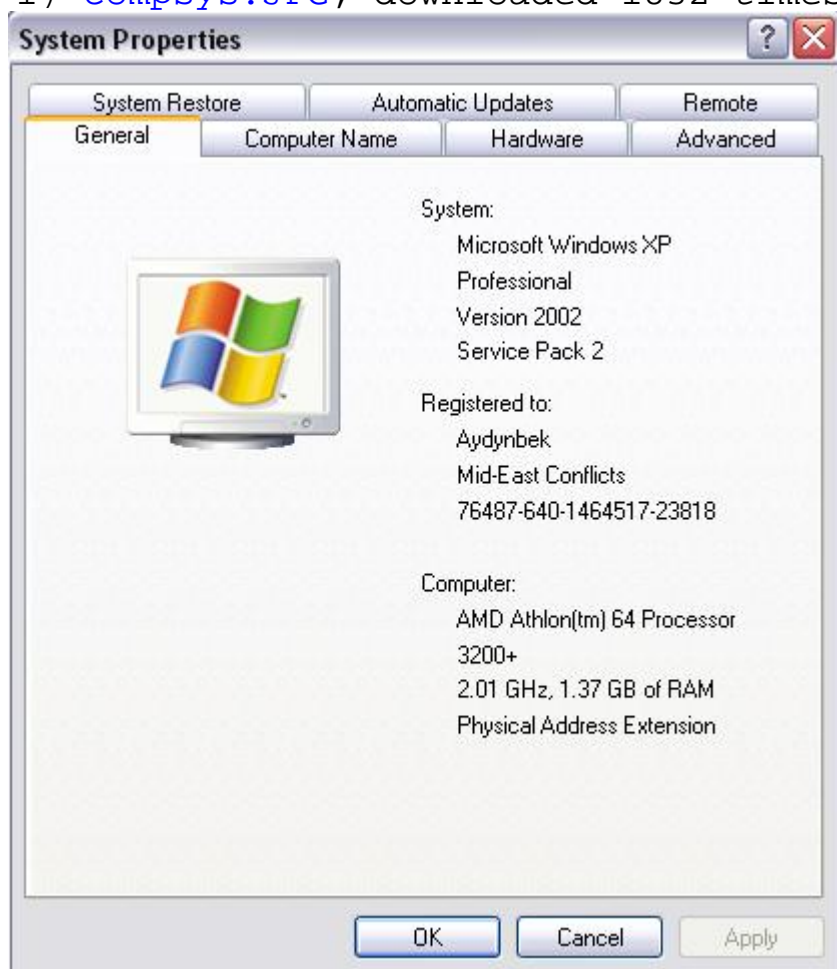 System Properties
System Restore Automatic Updates Remote
General Computer Name Hardware Advanced
System:
Microsoft Windows XP
Professional
Version 2002
Service Pack 2
Registered to:
Aydynbek
Mid-East Conflicts
76487-640-1464517-23818
Computer:
AMD Athlon(tm) 64 Processor
3200+
2.01 GHz, 1.37 GB of RAM
Physical Address Extension
OK Cancel Apply